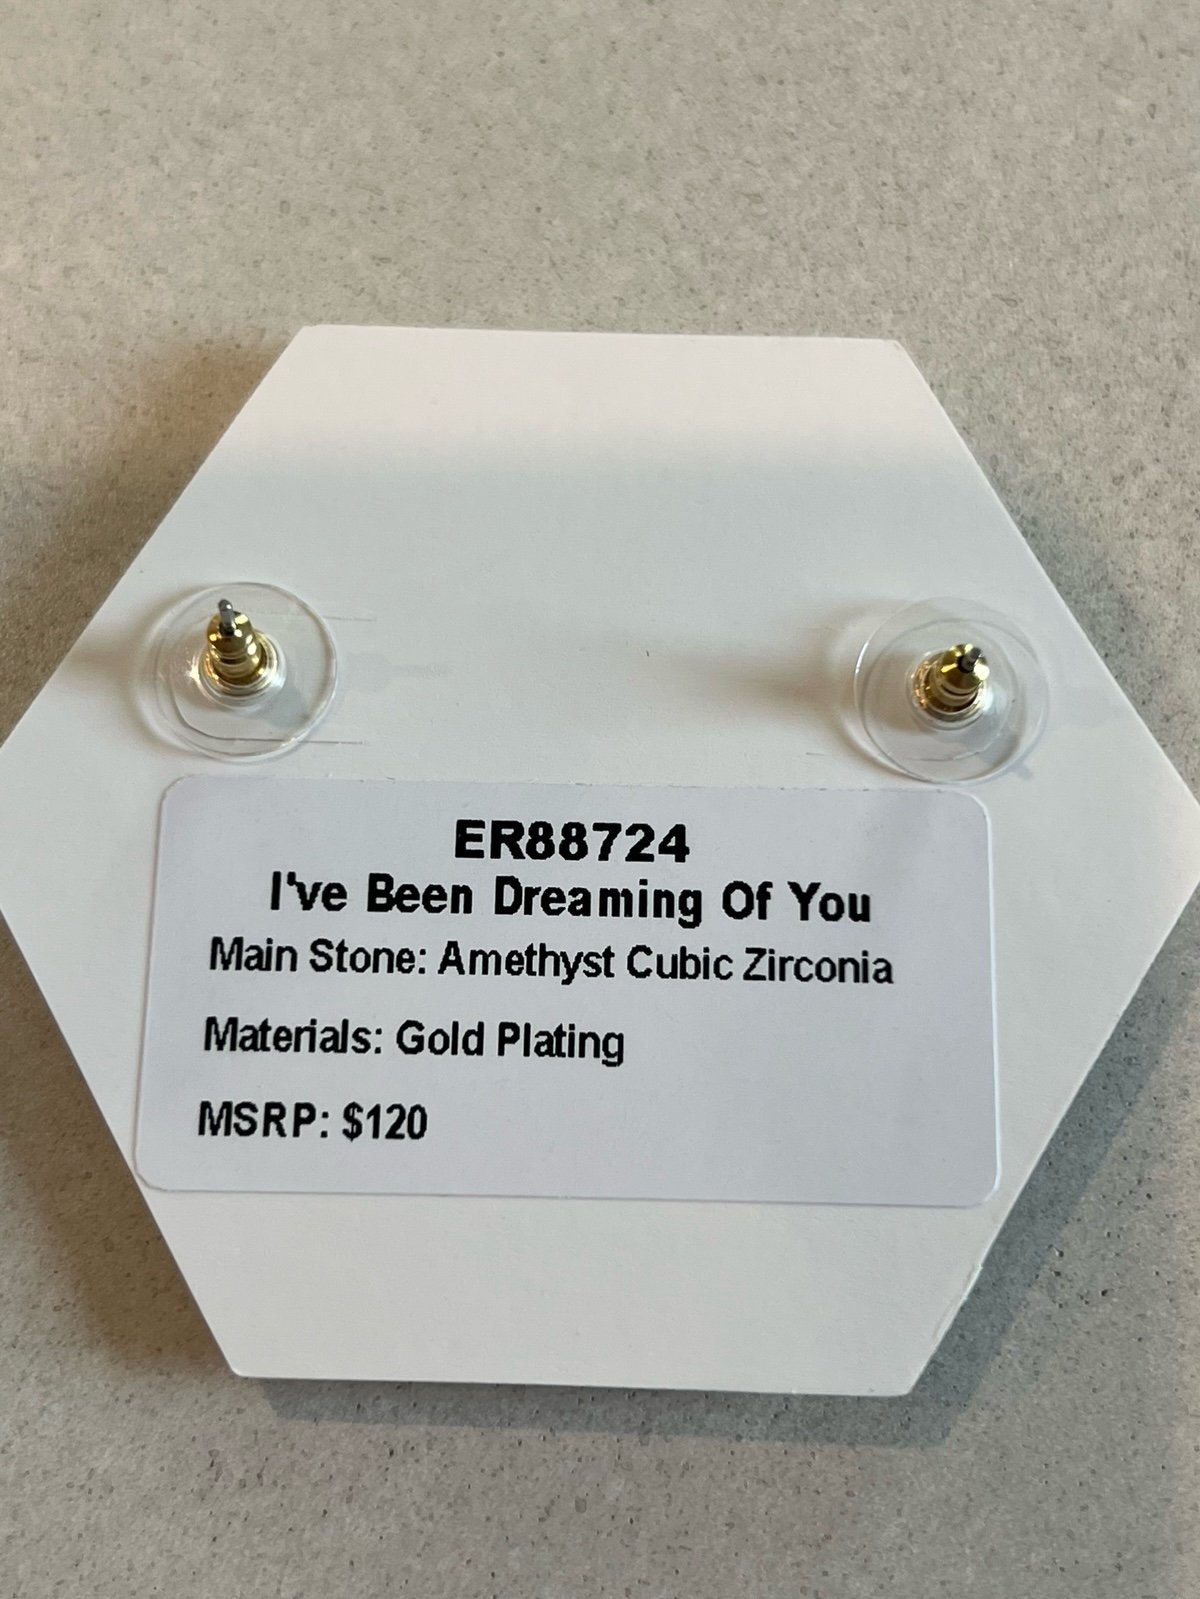 ER88724
I've Been Dreaming Of You
Main Stone: Amethyst Cubic Zirconia
Materials: Gold Plating
MSRP: $120